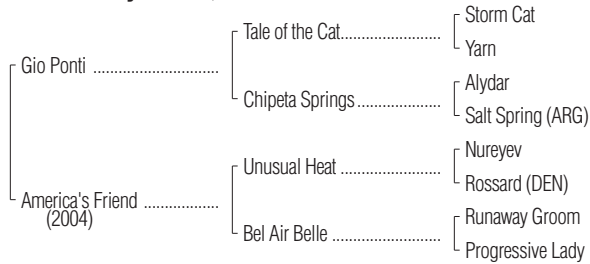 Storm Cat
Tale of the Cat
Yarn
Gio Ponti
Alydar
Chipeta Springs
Salt Spring (ARG)
Nureyev
Unusual Heat
Rossard (DEN)
America's Friend
(2004)
Runaway Groom
Bel Air Belle
Progressive Lady